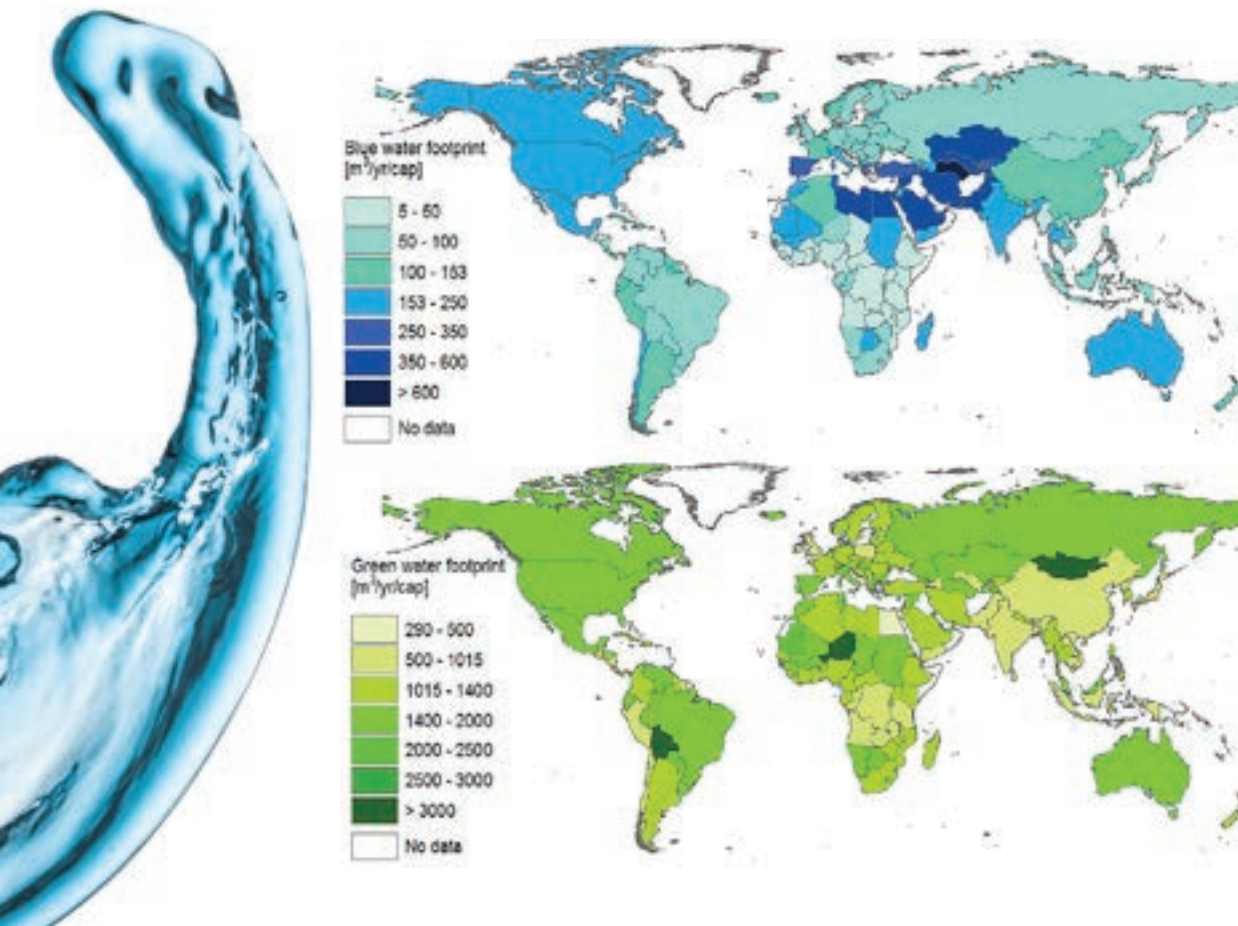 Blue water footprint
[m³/yr/cap]
5 - 50
50 - 100
100 - 153
153 - 250
250 - 350
350 - 600
> 600
No data
Green water footprint
[m³/yr/cap]
290 - 500
500 - 1015
1015 - 1400
1400 - 2000
2000 - 2500
2500 - 3000
> 3000
No data